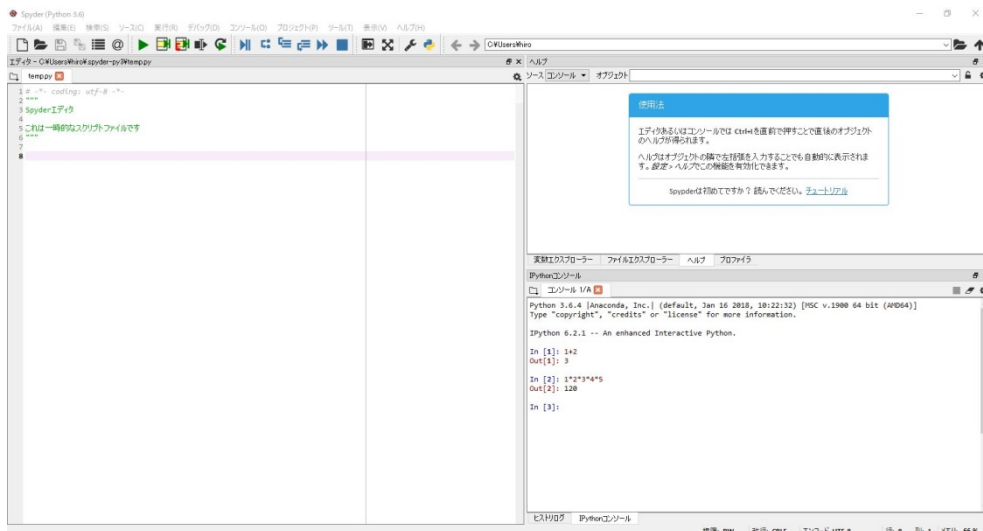 Spyder (Python 3.6)
ファイル(A) 編集(E) 検索(S) ソース(C) 実行(R) デバッグ(D) コンソール(O) プロジェクト(P) ツール(T) 表示(V) ヘルプ(H)
C:¥Users¥hiro
エディタ - C:¥Users¥hiro¥.spyder-py3¥temp.py
temp.py
1 # -*- coding: utf-8 -*-
2 """
3 Spyderエディタ
4
5 これは一時的なスクリプトファイルです
6 """
7
8
ヘルプ
ソース コンソール オブジェクト
使用法
エディタあるいはコンソールでは Ctrl+Iを直前で押すことで直後のオブジェクト
のヘルプが得られます。
ヘルプはオブジェクトの隣で左括弧を入力することでも自動的に表示されま
す。設定 > ヘルプでこの機能を有効化できます。
Spypderは初めてですか？ 読んでください。 チュートリアル
変数エクスプローラー ファイルエクスプローラー ヘルプ プロファイラ
IPythonコンソール
コンソール 1/A
Python 3.6.4 |Anaconda, Inc.| (default, Jan 16 2018, 10:22:32) [MSC v.1900 64 bit (AMD64)]
Type "copyright", "credits" or "license" for more information.
IPython 6.2.1 -- An enhanced Interactive Python.
In [1]: 1+2
Out[1]: 3
In [2]: 1*2*3*4*5
Out[2]: 120
In [3]:
ヒストリログ IPythonコンソール